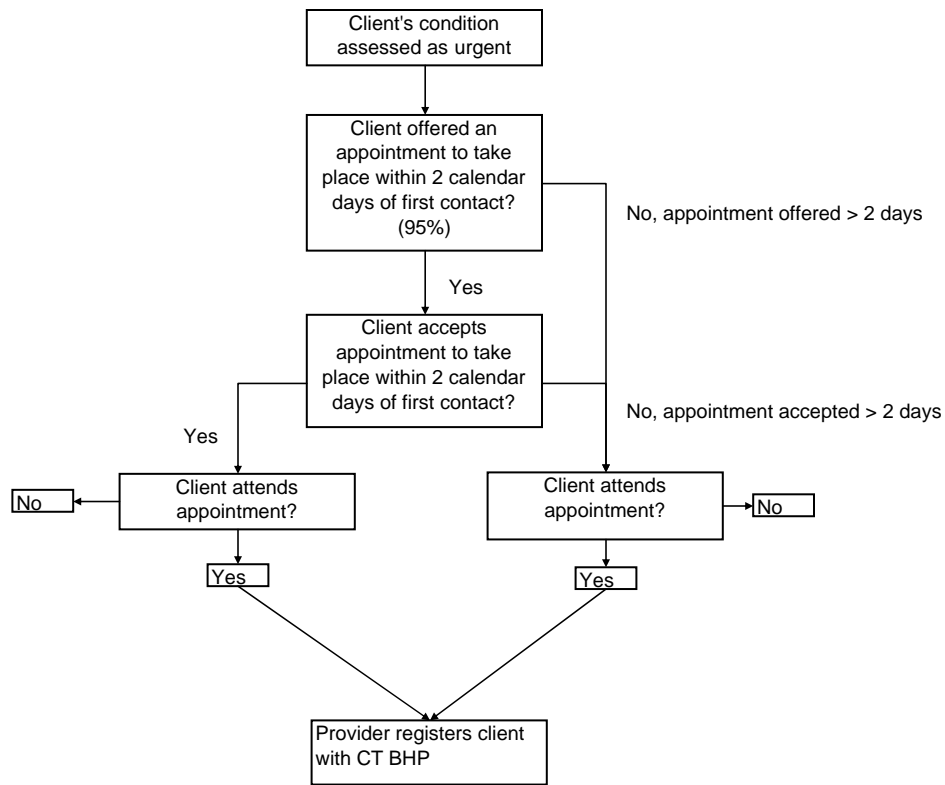 Client's condition
assessed as urgent
Client offered an
appointment to take
place within 2 calendar
days of first contact?
(95%)
No, appointment offered > 2 days
Yes
Client accepts
appointment to take
place within 2 calendar
days of first contact?
No, appointment accepted > 2 days
Yes
Client attends
appointment?
No
Client attends
appointment?
No
Yes
Yes
Provider registers client
with CT BHP